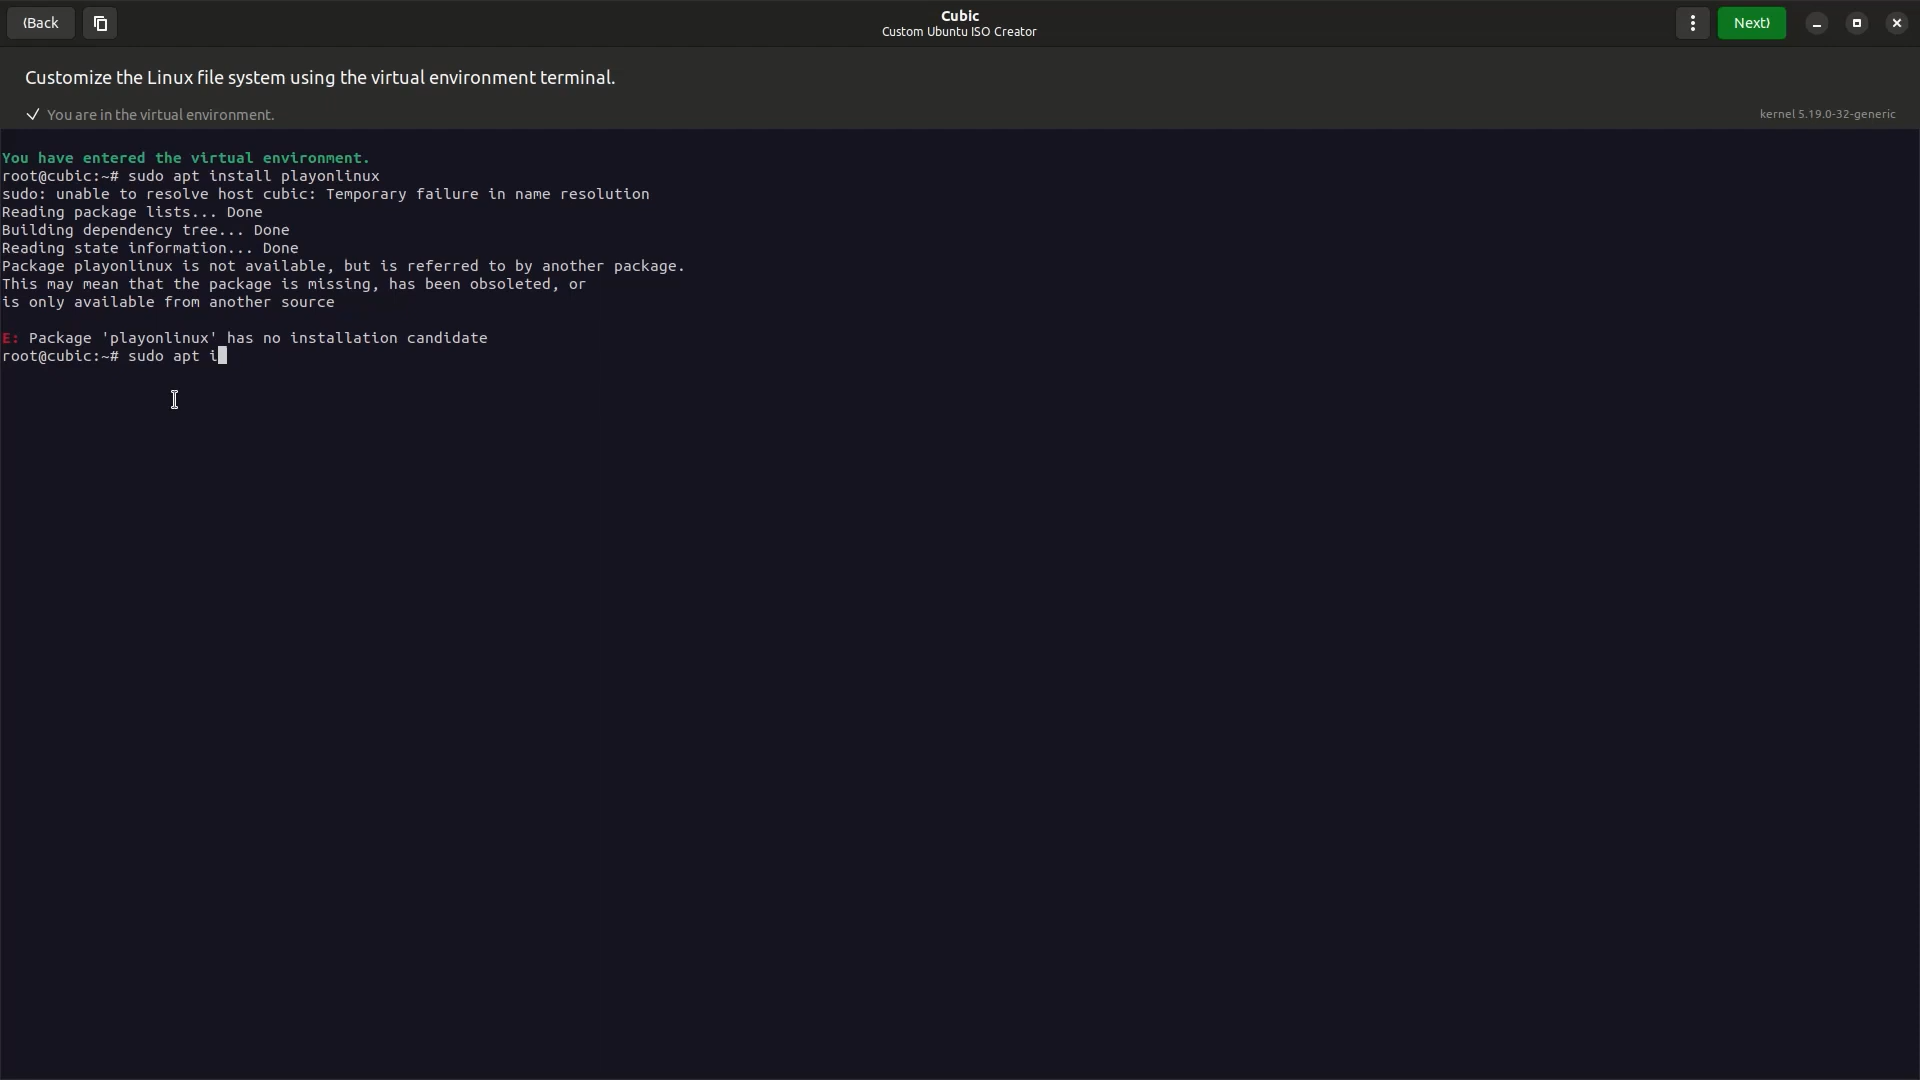 ⟨Back
Cubic
Custom Ubuntu ISO Creator
Next⟩
Customize the Linux file system using the virtual environment terminal.
You are in the virtual environment.
kernel 5.19.0-32-generic
You have entered the virtual environment.
root@cubic:~# sudo apt install playonlinux
sudo: unable to resolve host cubic: Temporary failure in name resolution
Reading package lists... Done
Building dependency tree... Done
Reading state information... Done
Package playonlinux is not available, but is referred to by another package.
This may mean that the package is missing, has been obsoleted, or
is only available from another source
E: Package 'playonlinux' has no installation candidate
root@cubic:~# sudo apt i